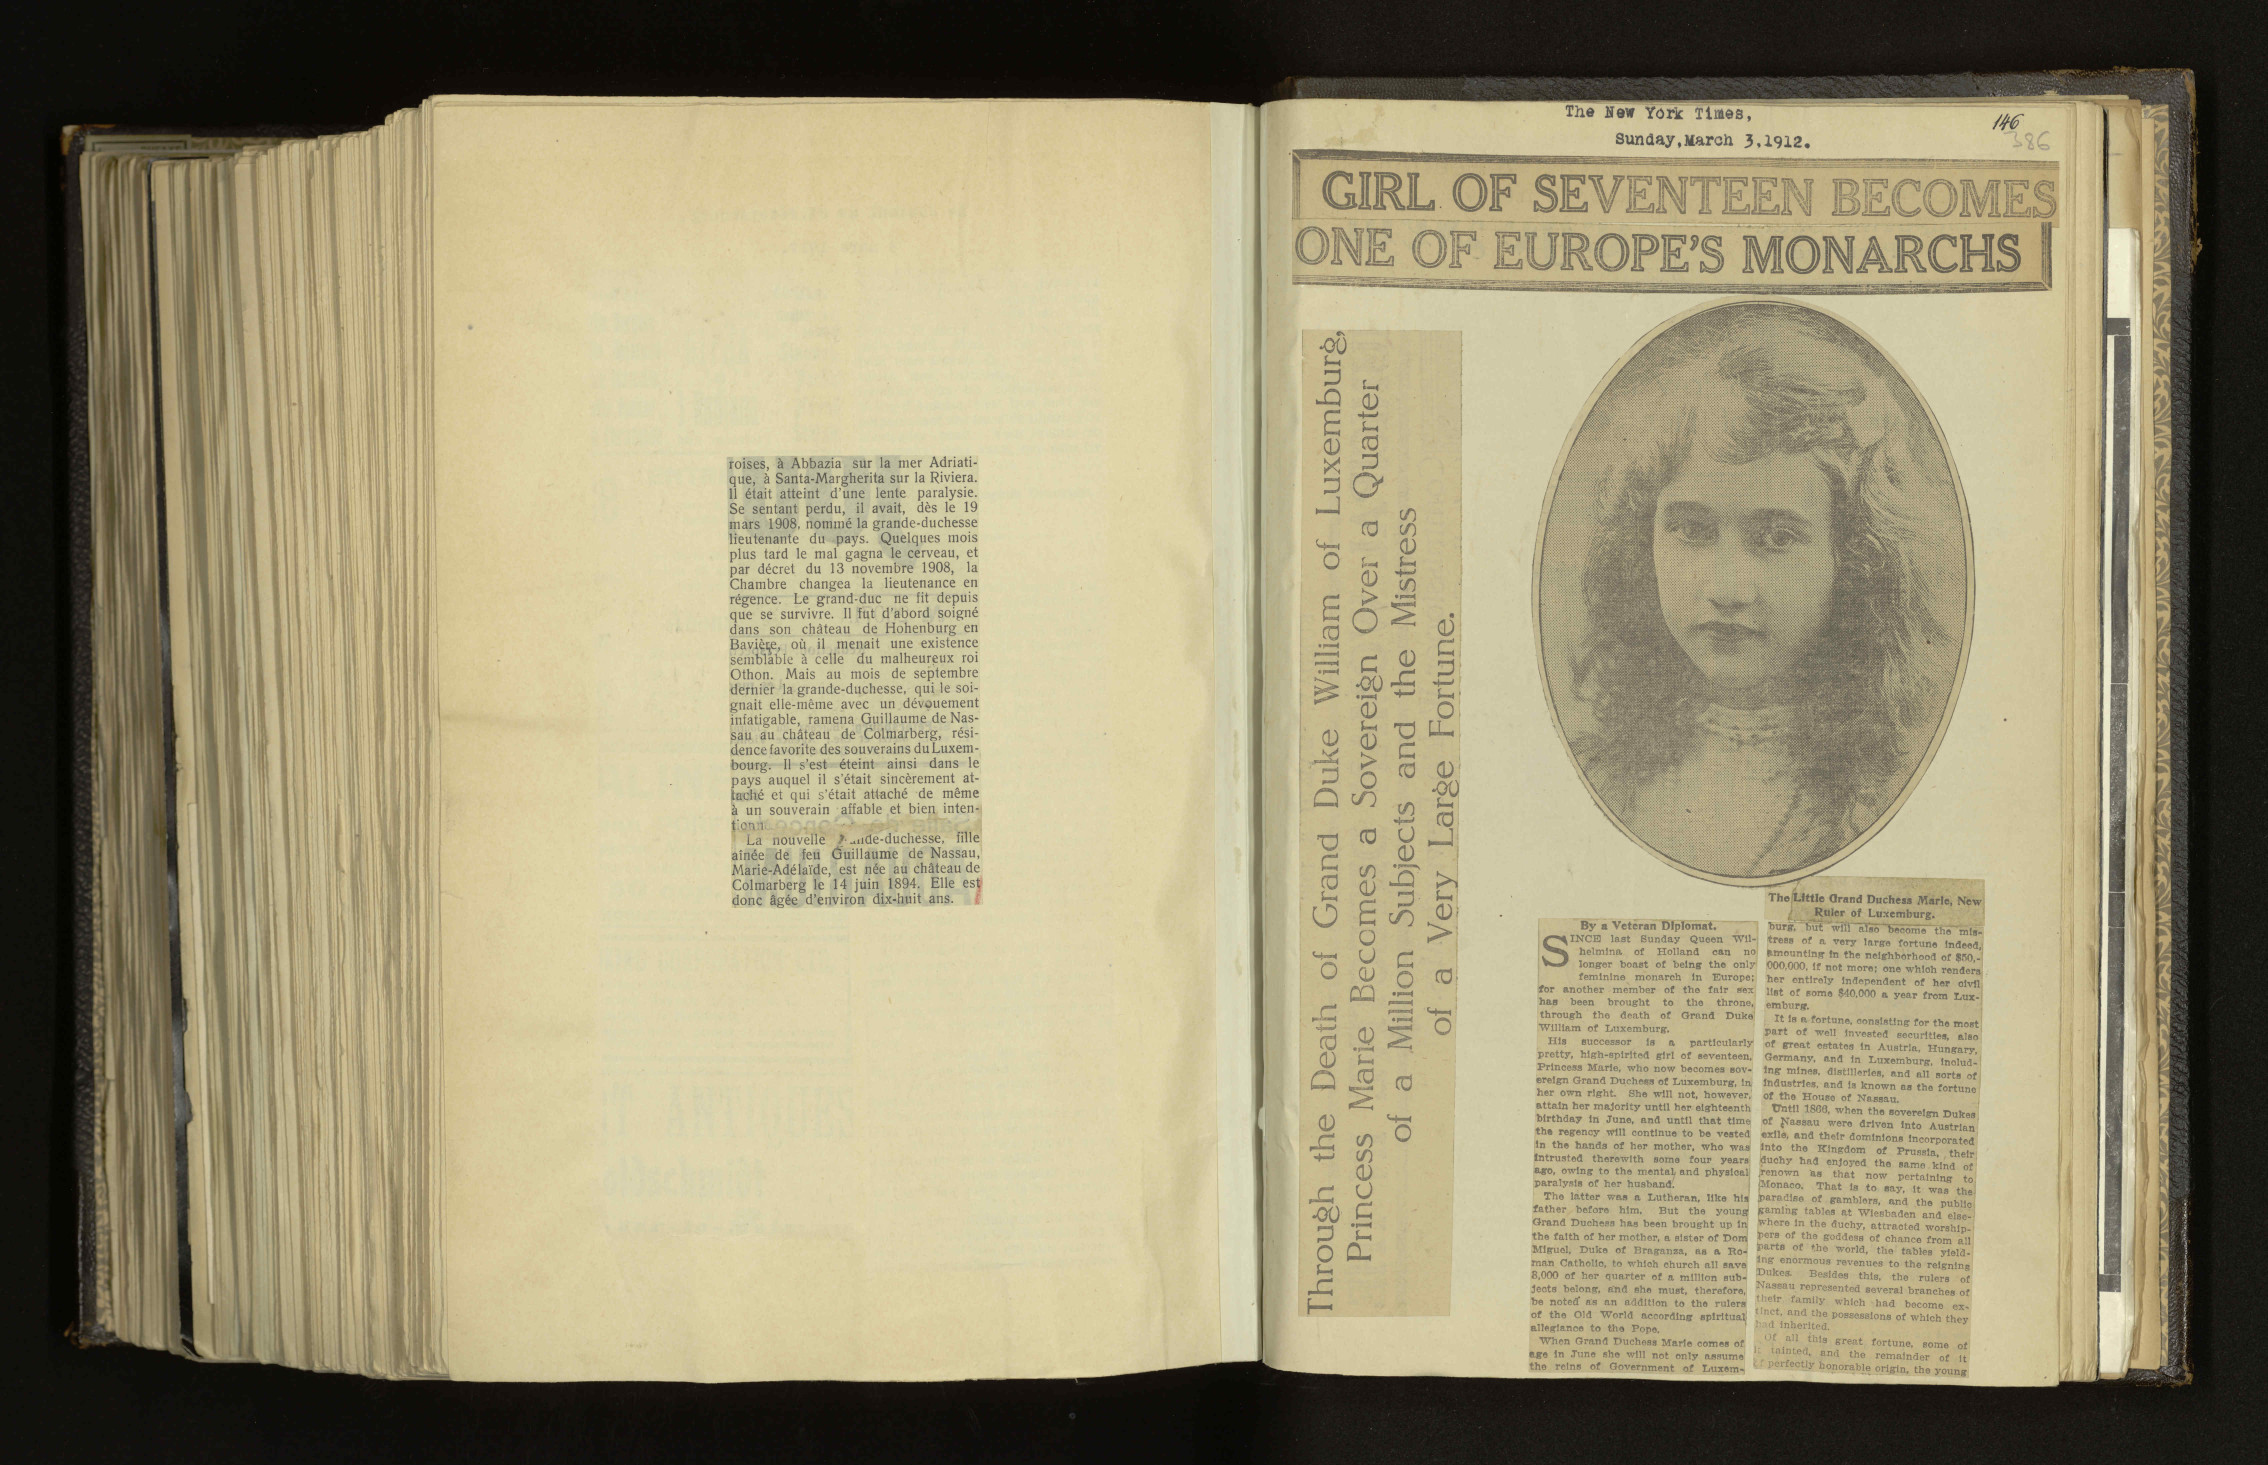 roises, à Abbazia sur la mer Adriati-
que, à Santa-Margherita sur la Riviera.
Il était atteint d'une lente paralysie.
Se sentant perdu, il avait, dès le 19
mars 1908, nommé la grande-duchesse
lieutenante du pays. Quelques mois
plus tard le mal gagna le cerveau, et
par décret du 13 novembre 1908, la
Chambre changea la lieutenance en
régence. Le grand-duc ne fit depuis
que se survivre. Il fut d'abord soigné
dans son château de Hohenburg en
Bavière, où il menait une existence
semblable à celle du malheureux roi
Othon. Mais au mois de septembre
dernier la grande-duchesse, qui le soi-
gnait elle-même avec un dévouement
infatigable, ramena Guillaume de Nas-
sau au château de Colmarberg, rési-
dence favorite des souverains du Luxem-
bourg. Il s'est éteint ainsi dans le
pays auquel il s'était sincèrement at-
taché et qui s'était attaché de même
à un souverain affable et bien inten-
tionn
La nouvelle ande-duchesse, fille
ainée de feu Guillaume de Nassau,
Marie-Adélaïde, est née au château de
Colmarberg le 14 juin 1894. Elle est
donc âgée d'environ dix-huit ans.
The New York Times,
Sunday, March 3, 1912.
146
386
GIRL OF SEVENTEEN BECOMES
ONE OF EUROPE'S MONARCHS
Through the Death of Grand Duke William of Luxemburg,
Princess Marie Becomes a Sovereign Over a Quarter
of a Million Subjects and the Mistress
of a Very Large Fortune.
The Little Grand Duchess Marie, New
Ruler of Luxemburg.
By a Veteran Diplomat.
SINCE last Sunday Queen Wil-
helmina of Holland can no
longer boast of being the only
feminine monarch in Europe;
for another member of the fair sex
has been brought to the throne,
through the death of Grand Duke
William of Luxemburg.
His successor is a particularly
pretty, high-spirited girl of seventeen,
Princess Marie, who now becomes sov-
ereign Grand Duchess of Luxemburg, in
her own right. She will not, however,
attain her majority until her eighteenth
birthday in June, and until that time
the regency will continue to be vested
in the hands of her mother, who was
intrusted therewith some four years
ago, owing to the mental and physical
paralysis of her husband.
The latter was a Lutheran, like his
father before him. But the young
Grand Duchess has been brought up in
the faith of her mother, a sister of Dom
Miguel, Duke of Braganza, as a Ro-
man Catholic, to which church all save
8,000 of her quarter of a million sub-
jects belong, and she must, therefore,
be noted as an addition to the rulers
of the Old World according spiritual
allegiance to the Pope.
When Grand Duchess Marie comes of
age in June she will not only assume
the reins of Government of Luxem-
burg, but will also become the mis-
tress of a very large fortune indeed,
amounting in the neighborhood of $50,-
000,000, if not more; one which renders
her entirely independent of her civil
list of some $40,000 a year from Lux-
emburg.
It is a fortune, consisting for the most
part of well invested securities, also
of great estates in Austria, Hungary,
Germany, and in Luxemburg, includ-
ing mines, distilleries, and all sorts of
industries, and is known as the fortune
of the House of Nassau.
Until 1866, when the sovereign Dukes
of Nassau were driven into Austrian
exile, and their dominions incorporated
into the Kingdom of Prussia, their
duchy had enjoyed the same kind of
renown as that now pertaining to
Monaco. That is to say, it was the
paradise of gamblers, and the public
gaming tables at Wiesbaden and else-
where in the duchy, attracted worship-
pers of the goddess of chance from all
parts of the world, the tables yield-
ing enormous revenues to the reigning
Dukes. Besides this, the rulers of
Nassau represented several branches of
their family which had become ex-
tinct, and the possessions of which they
had inherited.
Of all this great fortune, some of
it tainted, and the remainder of it
of perfectly honorable origin, the young